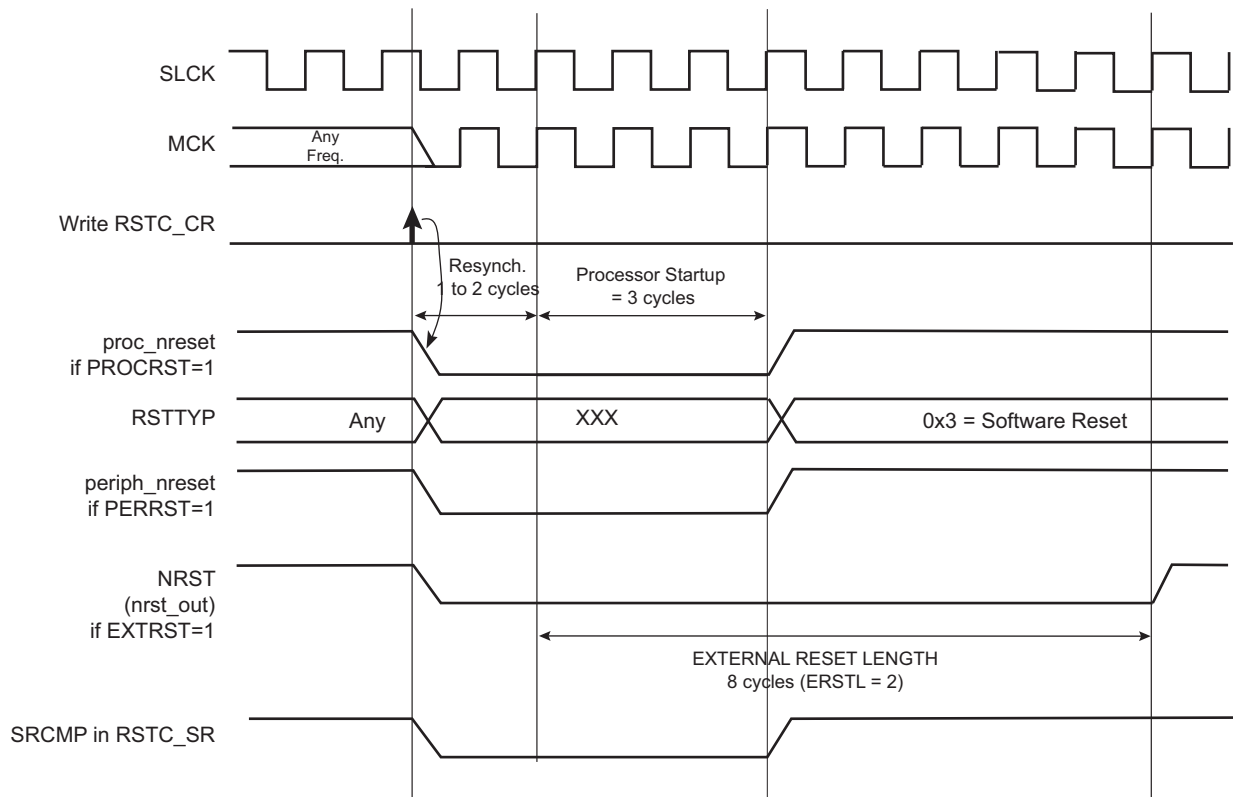 SLCK
MCK
Any
Freq.
Write RSTC_CR
Resynch.
1 to 2 cycles
Processor Startup
= 3 cycles
proc_nreset
if PROCRST=1
RSTTYP
Any
XXX
0x3 = Software Reset
periph_nreset
if PERRST=1
NRST
(nrst_out)
if EXTRST=1
EXTERNAL RESET LENGTH
8 cycles (ERSTL = 2)
SRCMP in RSTC_SR